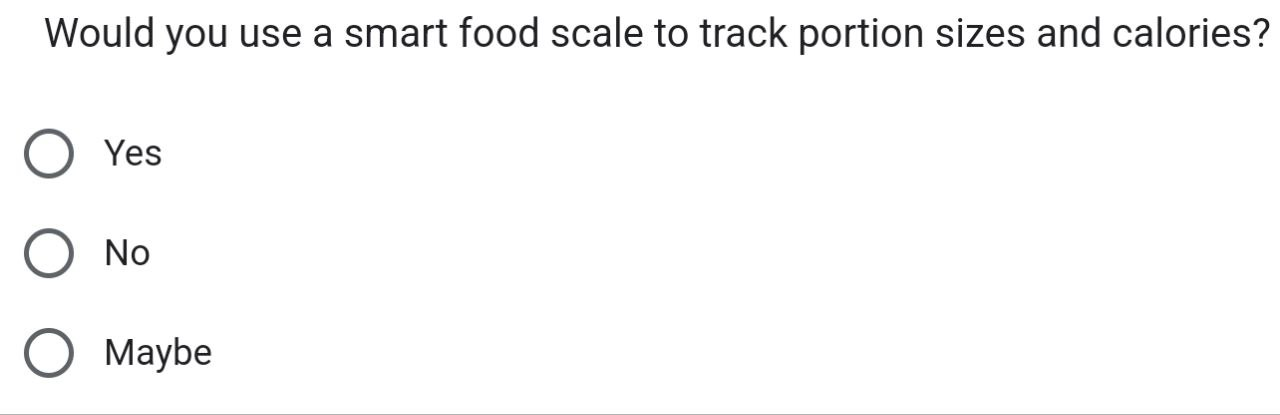 Would you use a smart food scale to track portion sizes and calories?
Yes
No
Maybe